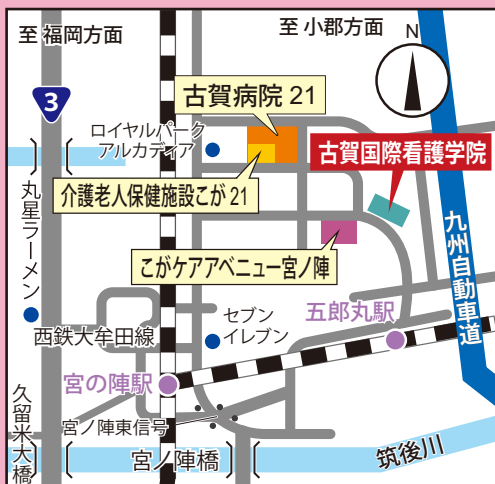 至 福岡方面
至 小郡方面
N
3
古賀病院 21
ロイヤルパーク
アルカディア
古賀国際看護学院
介護老人保健施設こが 21
丸星ラーメン
こがケアアベニュー宮ノ陣
九州自動車道
セブン
イレブン
五郎丸駅
西鉄大牟田線
宮の陣駅
久留米大橋
宮ノ陣東信号
宮ノ陣橋
筑後川